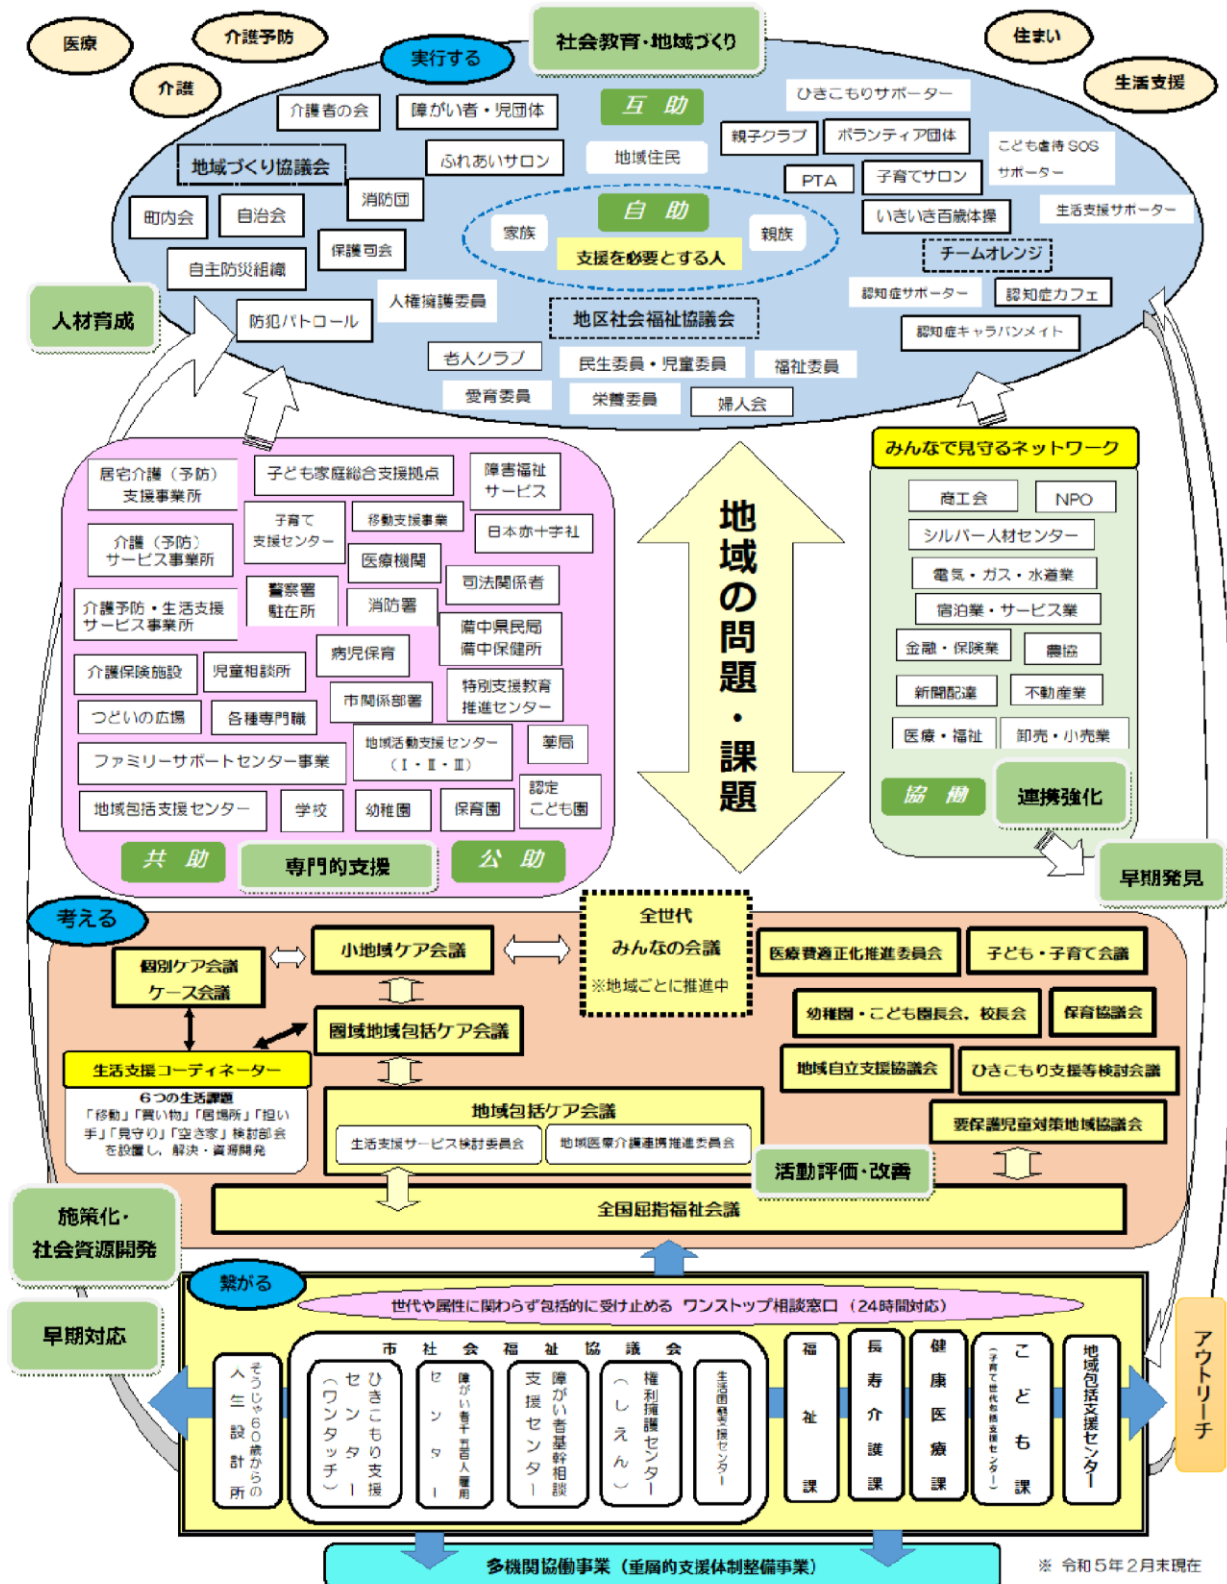 医療
介護予防
介護
実行する
社会教育・地域づくり
住まい
生活支援
介護者の会
障がい者・児団体
互助
ひきこもりサポーター
地域づくり協議会
ふれあいサロン
地域住民
親子クラブ
ボランティア団体
こども虐待 SOS
サポーター
町内会
自治会
消防団
PTA
子育てサロン
生活支援サポーター
保護司会
自助
家族
親族
支援を必要とする人
いきいき百歳体操
チームオレンジ
自主防災組織
人権擁護委員
認知症サポーター
認知症カフェ
人材育成
防犯パトロール
地区社会福祉協議会
認知症キャラバンメイト
老人クラブ
民生委員・児童委員
福祉委員
愛育委員
栄養委員
婦人会
居宅介護（予防）
支援事業所
子ども家庭総合支援拠点
障害福祉
サービス
子育て
支援センター
移動支援事業
日本赤十字社
介護（予防）
サービス事業所
医療機関
司法関係者
介護予防・生活支援
サービス事業所
警察署
駐在所
消防署
備中県民局
備中保健所
介護保険施設
児童相談所
病児保育
市関係部署
特別支援教育
推進センター
つどいの広場
各種専門職
ファミリーサポートセンター事業
地域活動支援センター
（Ⅰ・Ⅱ・Ⅲ）
薬局
地域包括支援センター
学校
幼稚園
保育園
認定
こども園
共助
専門的支援
公助
地域の問題・課題
みんなで見守るネットワーク
商工会
NPO
シルバー人材センター
電気・ガス・水道業
宿泊業・サービス業
金融・保険業
農協
新聞配達
不動産業
医療・福祉
卸売・小売業
協働
連携強化
早期発見
考える
個別ケア会議
ケース会議
小地域ケア会議
全世代
みんなの会議
※地域ごとに推進中
医療費適正化推進委員会
子ども・子育て会議
圏域地域包括ケア会議
幼稚園・こども園長会，校長会
保育協議会
生活支援コーディネーター
６つの生活課題
「移動」「買い物」「居場所」「担い
手」「見守り」「空き家」検討部会
を設置し，解決・資源開発
地域自立支援協議会
ひきこもり支援等検討会議
地域包括ケア会議
生活支援サービス検討委員会
地域医療介護連携推進委員会
要保護児童対策地域協議会
活動評価・改善
全国屈指福祉会議
施策化・
社会資源開発
早期対応
繋がる
世代や属性に関わらず包括的に受け止める ワンストップ相談窓口（24時間対応）
そうじゃ６０歳からの
人生設計所
市社会福祉協議会
ひきこもり支援
センター
（ワンタッチ）
障がい者千五百人雇用
センター
障がい者基幹相談
支援センター
権利擁護センター
（しえん）
生活困窮支援センター
福祉課
長寿介護課
健康医療課
こども課
（子育て世代包括支援センター）
地域包括支援センター
アウトリーチ
多機関協働事業（重層的支援体制整備事業）
※ 令和５年２月末現在